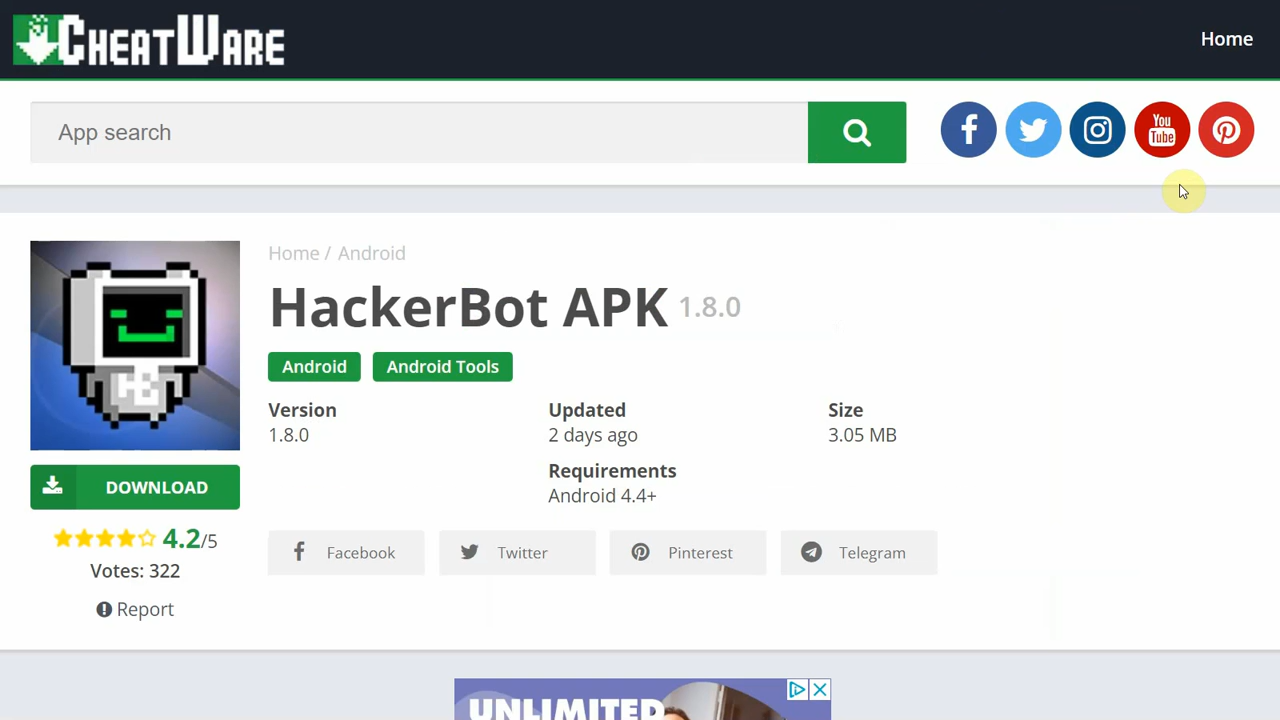 CHEATWARE
Home
App search
You
Tube
Home / Android
HackerBot APK 1.8.0
Android
Android Tools
Version
Updated
Size
1.8.0
2 days ago
3.05 MB
Requirements
Android 4.4+
DOWNLOAD
4.2/5
Votes: 322
Report
Facebook
Twitter
Pinterest
Telegram
UNLIMITED